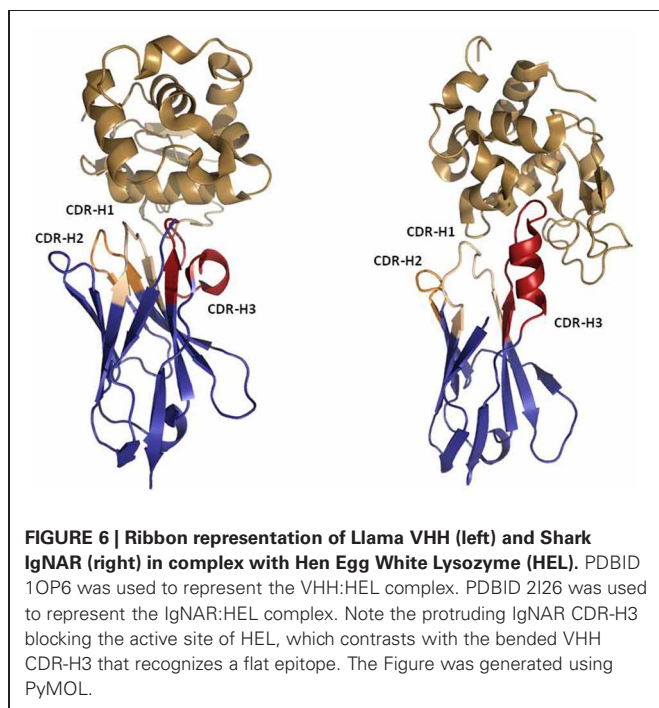 CDR-H1
CDR-H2
CDR-H3
CDR-H1
CDR-H2
CDR-H3
FIGURE 6 | Ribbon representation of Llama VHH (left) and Shark
IgNAR (right) in complex with Hen Egg White Lysozyme (HEL). PDBID
1OP6 was used to represent the VHH:HEL complex. PDBID 2I26 was used
to represent the IgNAR:HEL complex. Note the protruding IgNAR CDR-H3
blocking the active site of HEL, which contrasts with the bended VHH
CDR-H3 that recognizes a flat epitope. The Figure was generated using
PyMOL.